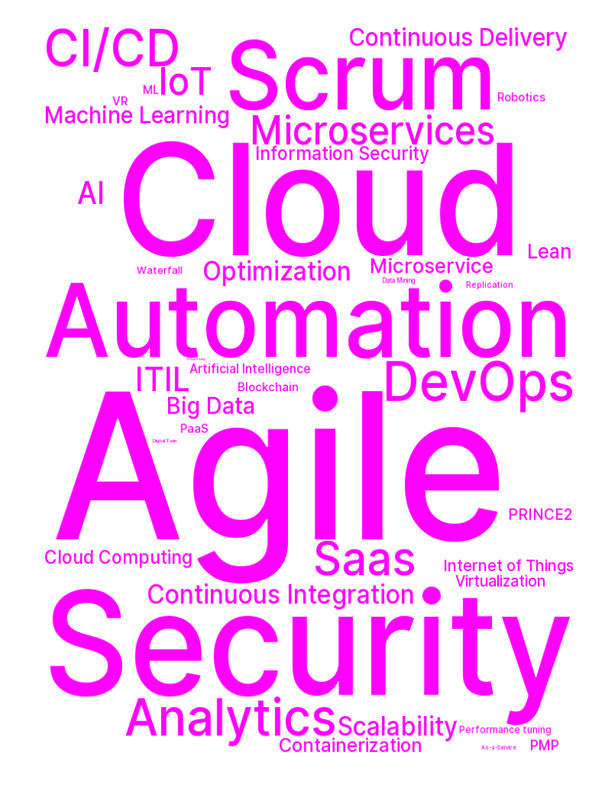 CI/CD
Continuous Delivery
Scrum
IoT
ML
VR
Robotics
Machine Learning
Microservices
Information Security
Cloud
AI
Lean
Waterfall
Optimization
Microservice
Data Mining
Replication
Automation
Artificial Intelligence
ITIL
DevOps
Blockchain
Big Data
Agile
PaaS
Digital Twin
PRINCE2
Cloud Computing
Saas
Internet of Things
Virtualization
Continuous Integration
Security
Analytics
Scalability
Performance tuning
Containerization
As-a-Service
PMP